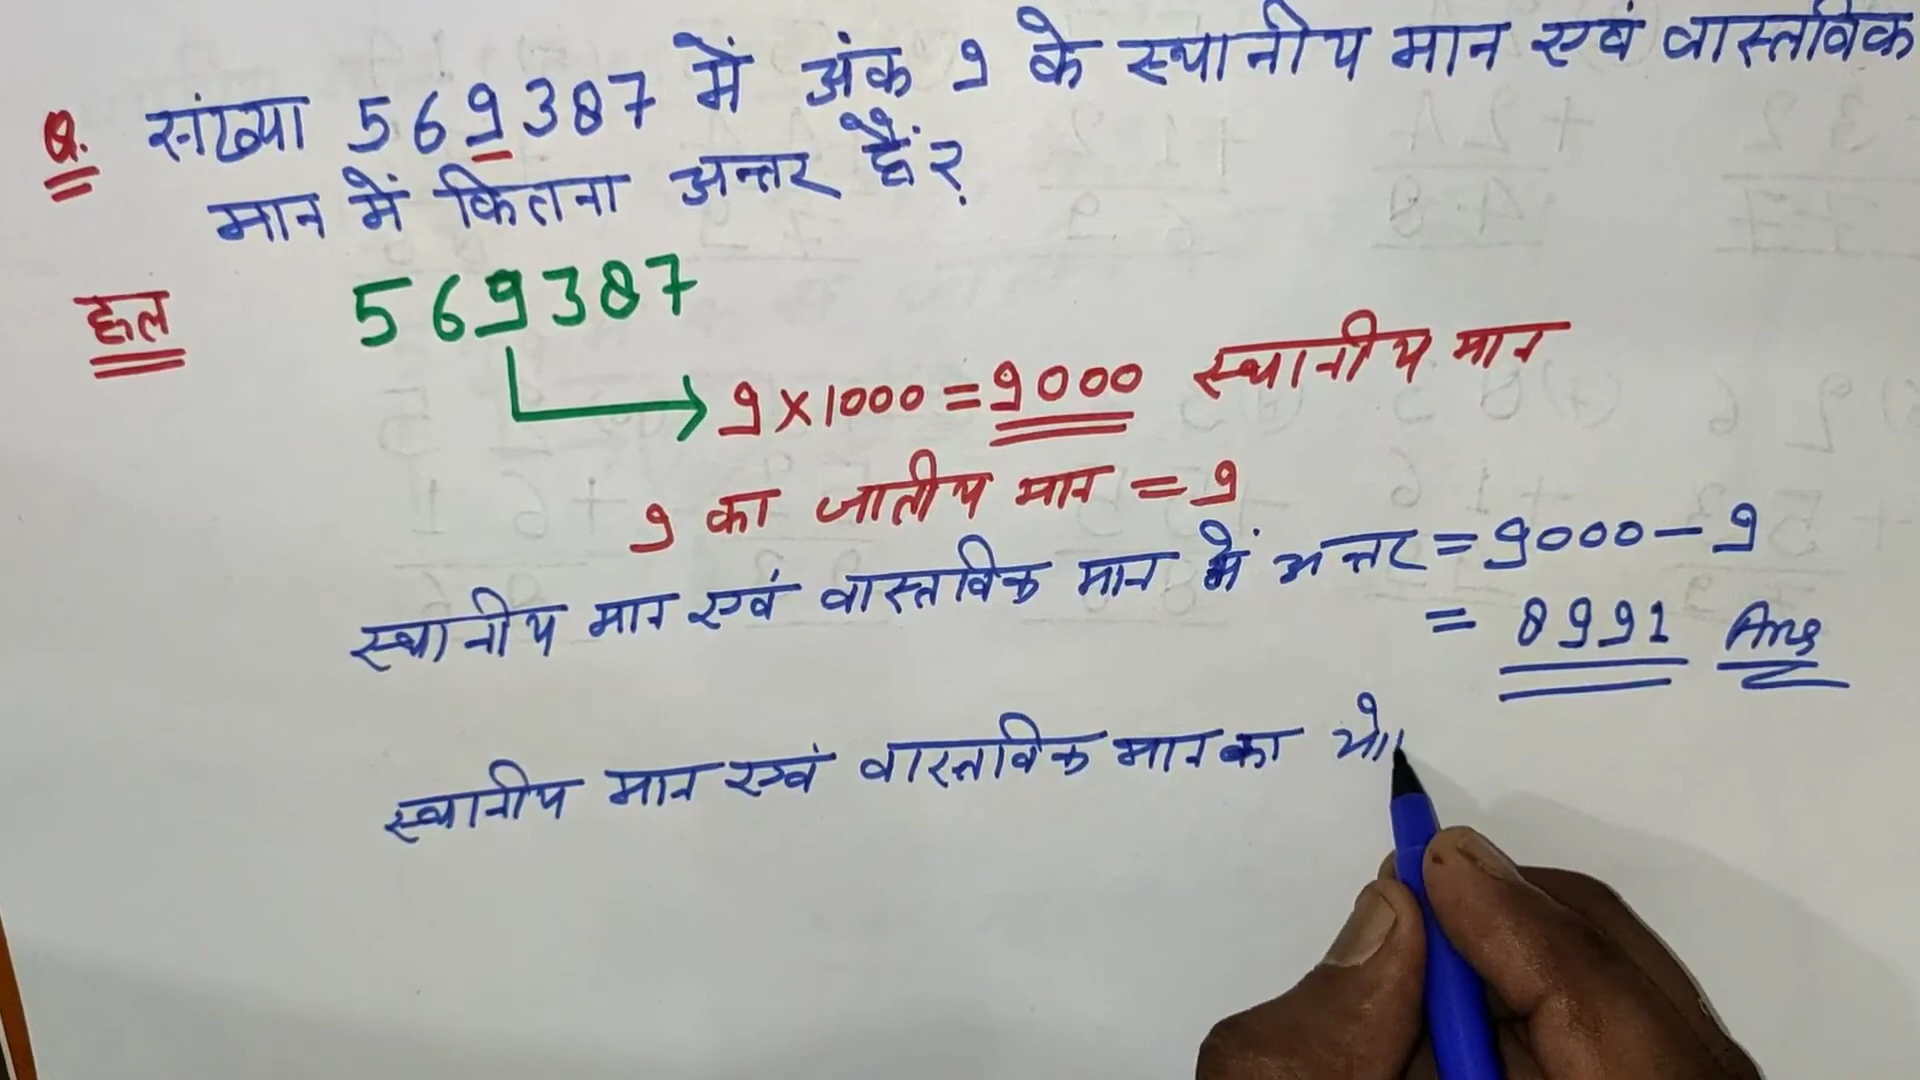 Q. संख्या 569387 में अंक 9 के स्थानीय मान एवं वास्तविक
मान में कितना अन्तर है?
हल 569387
9×1000=9000 स्थानीय मान
9 का जातीय मान = 9
स्थानीय मान एवं वास्तविक मान में अन्तर = 9000-9
= 8991 Ans
स्थानीय मान एवं वास्तविक मान का